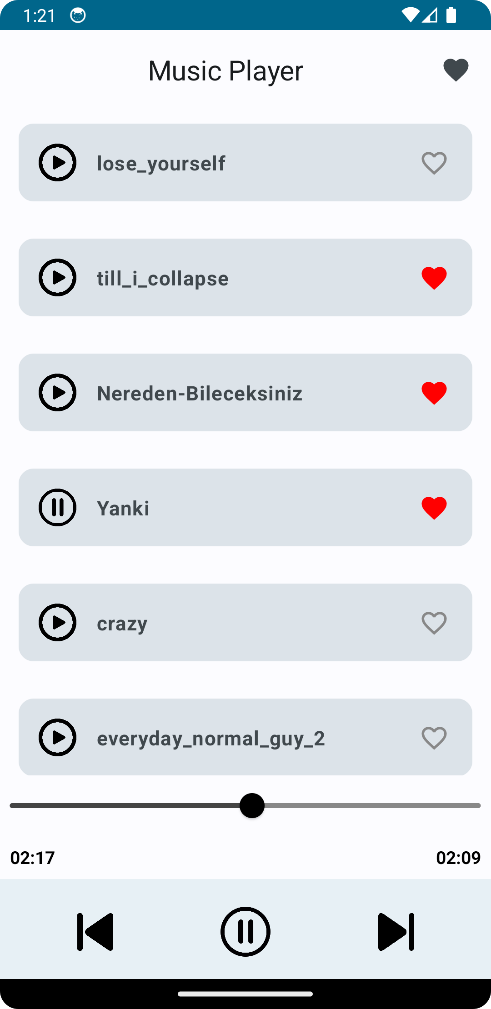 1:21
Music Player
lose_yourself
till_i_collapse
Nereden-Bileceksiniz
Yanki
crazy
everyday_normal_guy_2
02:17 02:09